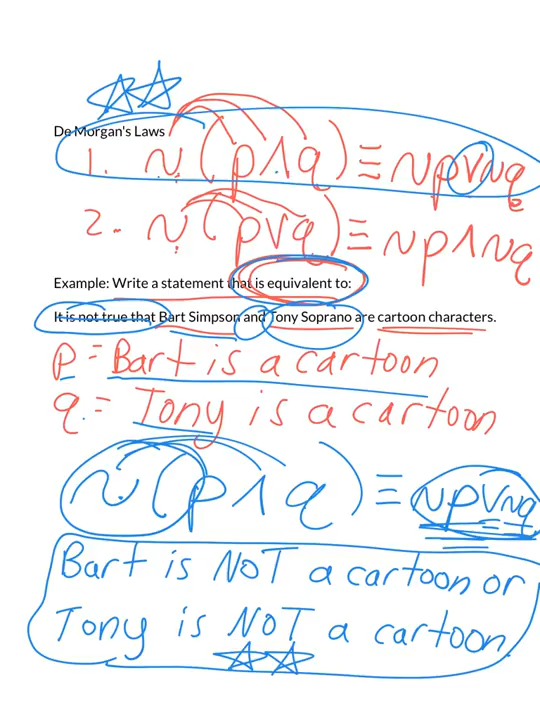 De Morgan's Laws
1. ~(p∧q) ≡ ~p∨~q
2. ~(p∨q) ≡ ~p∧~q
Example: Write a statement that is equivalent to:
It is not true that Bart Simpson and Tony Soprano are cartoon characters.
p = Bart is a cartoon
q = Tony is a cartoon
~(p∧q) ≡ ~p∨~q
Bart is NOT a cartoon or
Tony is NOT a cartoon